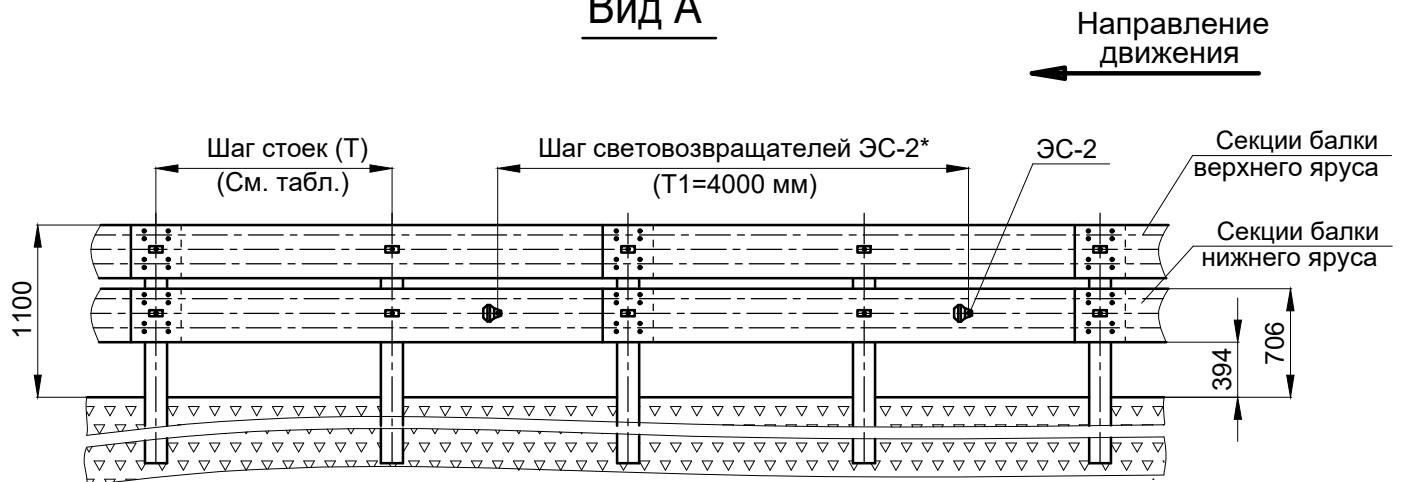 Вид А
Направление
движения
Шаг стоек (Т)
(См. табл.)
Шаг световозвращателей ЭС-2*
(Т1=4000 мм)
ЭС-2
Секции балки
верхнего яруса
Секции балки
нижнего яруса
1100
394
706